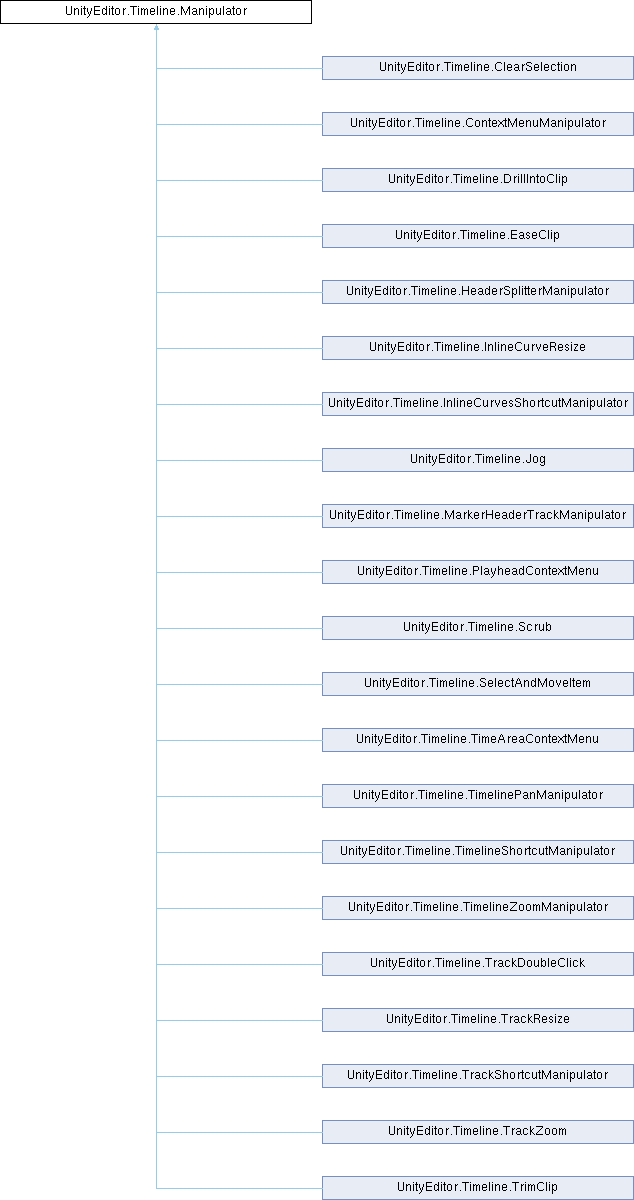 UnityEditor.Timeline.Manipulator
UnityEditor.Timeline.ClearSelection
UnityEditor.Timeline.ContextMenuManipulator
UnityEditor.Timeline.DrillIntoClip
UnityEditor.Timeline.EaseClip
UnityEditor.Timeline.HeaderSplitterManipulator
UnityEditor.Timeline.InlineCurveResize
UnityEditor.Timeline.InlineCurvesShortcutManipulator
UnityEditor.Timeline.Jog
UnityEditor.Timeline.MarkerHeaderTrackManipulator
UnityEditor.Timeline.PlayheadContextMenu
UnityEditor.Timeline.Scrub
UnityEditor.Timeline.SelectAndMoveItem
UnityEditor.Timeline.TimeAreaContextMenu
UnityEditor.Timeline.TimelinePanManipulator
UnityEditor.Timeline.TimelineShortcutManipulator
UnityEditor.Timeline.TimelineZoomManipulator
UnityEditor.Timeline.TrackDoubleClick
UnityEditor.Timeline.TrackResize
UnityEditor.Timeline.TrackShortcutManipulator
UnityEditor.Timeline.TrackZoom
UnityEditor.Timeline.TrimClip